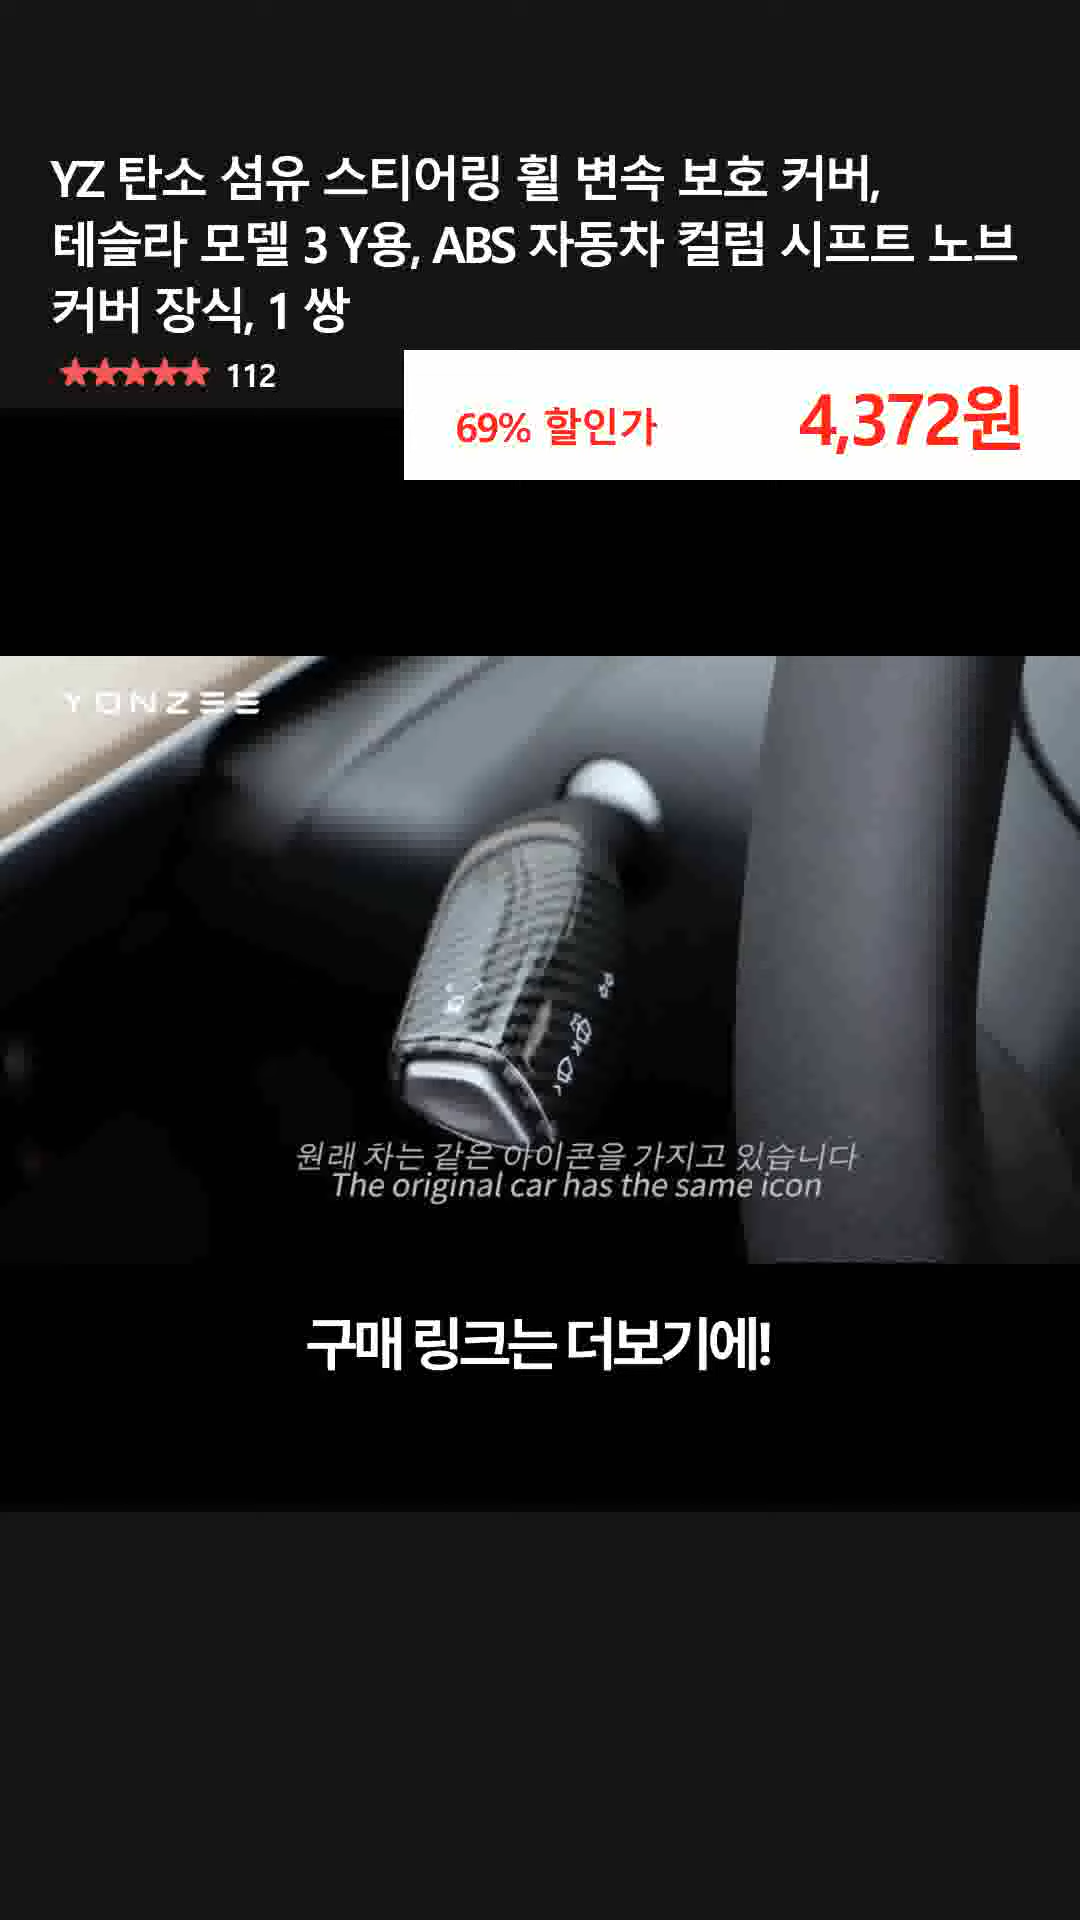 YZ 탄소 섬유 스티어링 휠 변속 보호 커버,
테슬라 모델 3 Y용, ABS 자동차 컬럼 시프트 노브
커버 장식, 1 쌍
112
69% 할인가 4,372원
YONZEE
원래 차는 같은 아이콘을 가지고 있습니다
The original car has the same icon
구매 링크는 더보기에!